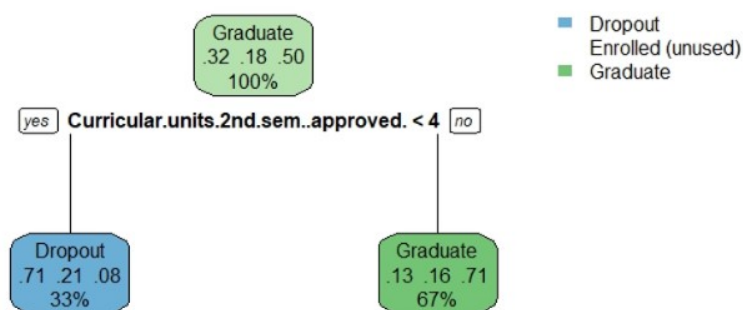 Graduate
.32 .18 .50
100%
Dropout
Enrolled (unused)
Graduate
yes Curricular.units.2nd.sem..approved. < 4 no
Dropout
.71 .21 .08
33%
Graduate
.13 .16 .71
67%